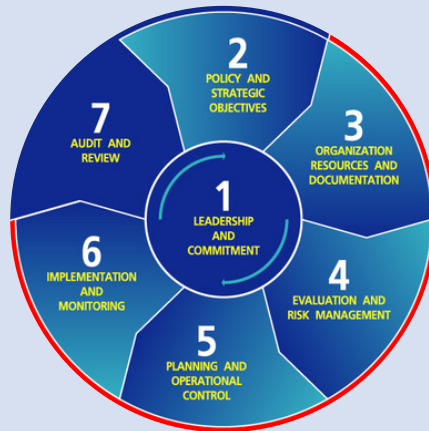 1
LEADERSHIP
AND
COMMITMENT
2
POLICY AND
STRATEGIC
OBJECTIVES
3
ORGANIZATION
RESOURCES AND
DOCUMENTATION
4
EVALUATION AND
RISK MANAGEMENT
5
PLANNING AND
OPERATIONAL
CONTROL
6
IMPLEMENTATION
AND
MONITORING
7
AUDIT AND
REVIEW